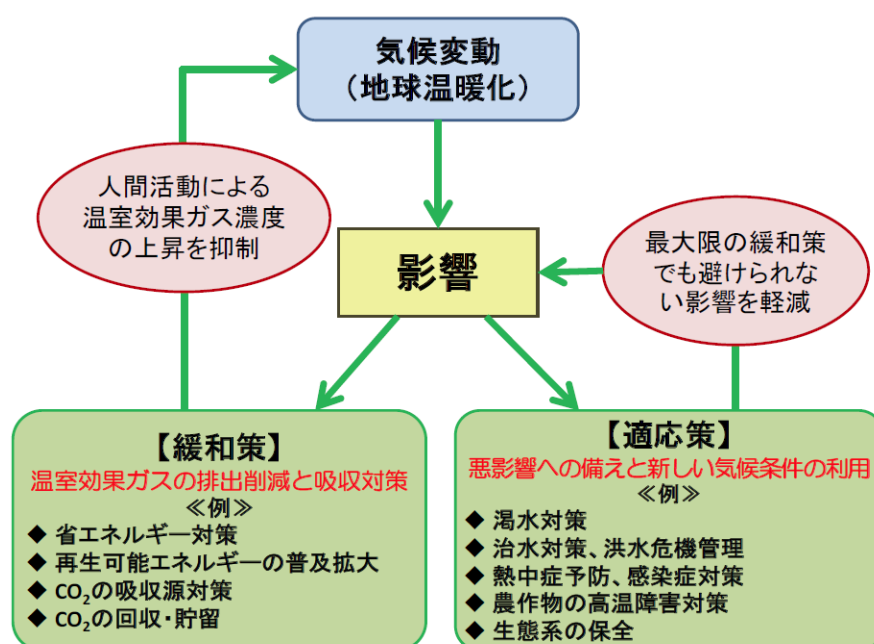 気候変動
（地球温暖化）
人間活動による
温室効果ガス濃度
の上昇を抑制
影響
最大限の緩和策
でも避けられな
い影響を軽減
【緩和策】
温室効果ガスの排出削減と吸収対策
≪例≫
◆ 省エネルギー対策
◆ 再生可能エネルギーの普及拡大
◆ CO₂の吸収源対策
◆ CO₂の回収・貯留
【適応策】
悪影響への備えと新しい気候条件の利用
≪例≫
◆ 渇水対策
◆ 治水対策、洪水危機管理
◆ 熱中症予防、感染症対策
◆ 農作物の高温障害対策
◆ 生態系の保全